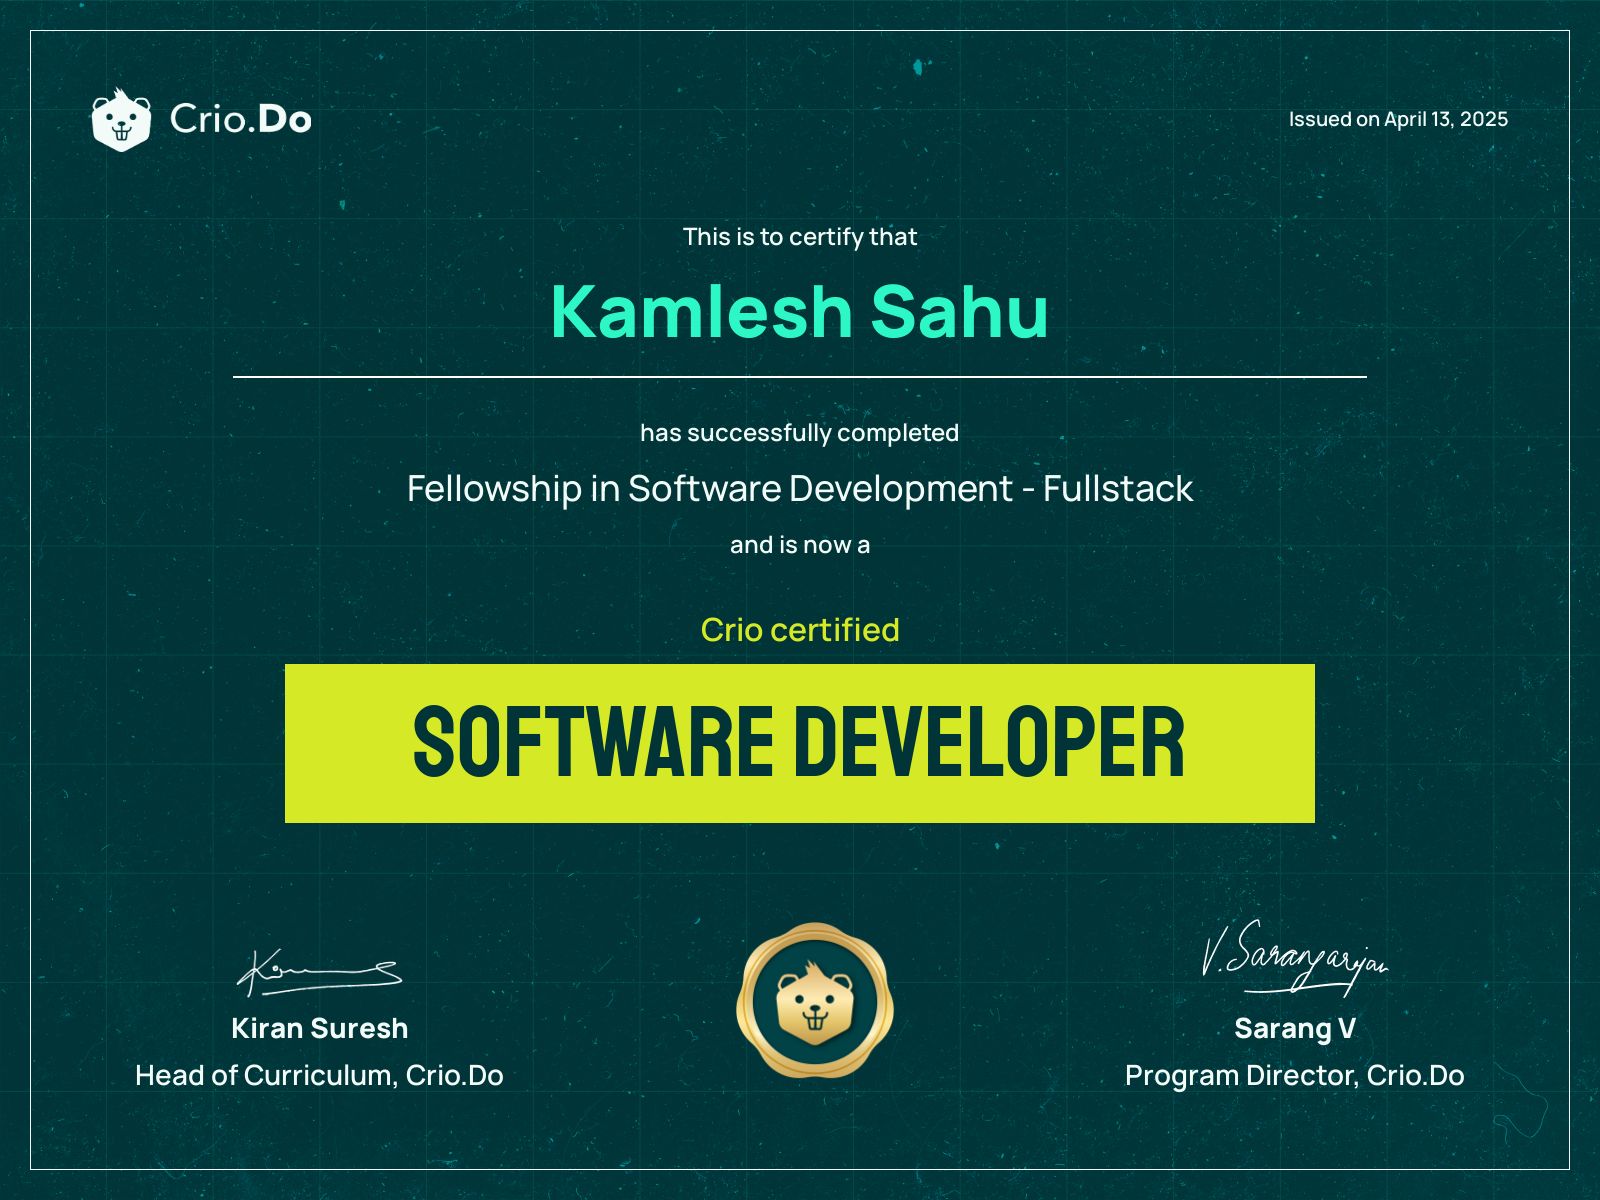 Crio.Do
Issued on April 13, 2025
This is to certify that
Kamlesh Sahu
has successfully completed
Fellowship in Software Development - Fullstack
and is now a
Crio certified
SOFTWARE DEVELOPER
V. Sarangarajan
Kiran Suresh
Sarang V
Head of Curriculum, Crio.Do
Program Director, Crio.Do